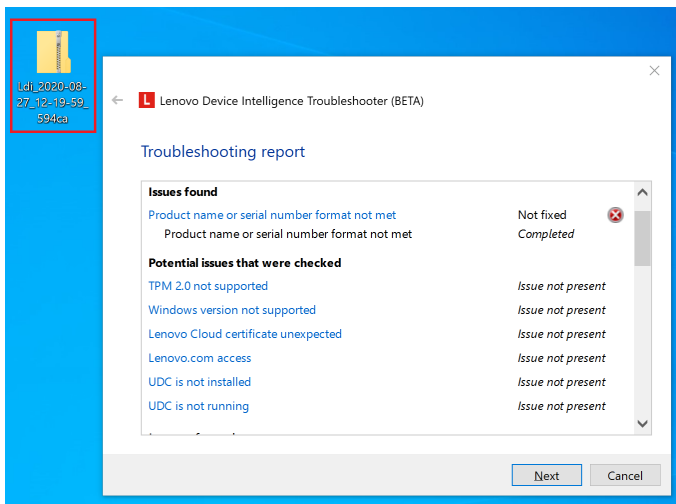 Ldi_2020-08-
27_12-19-59_
594ca
L Lenovo Device Intelligence Troubleshooter (BETA)
Troubleshooting report
Issues found
Product name or serial number format not met Not fixed
Product name or serial number format not met Completed
Potential issues that were checked
TPM 2.0 not supported Issue not present
Windows version not supported Issue not present
Lenovo Cloud certificate unexpected Issue not present
Lenovo.com access Issue not present
UDC is not installed Issue not present
UDC is not running Issue not present
Next Cancel